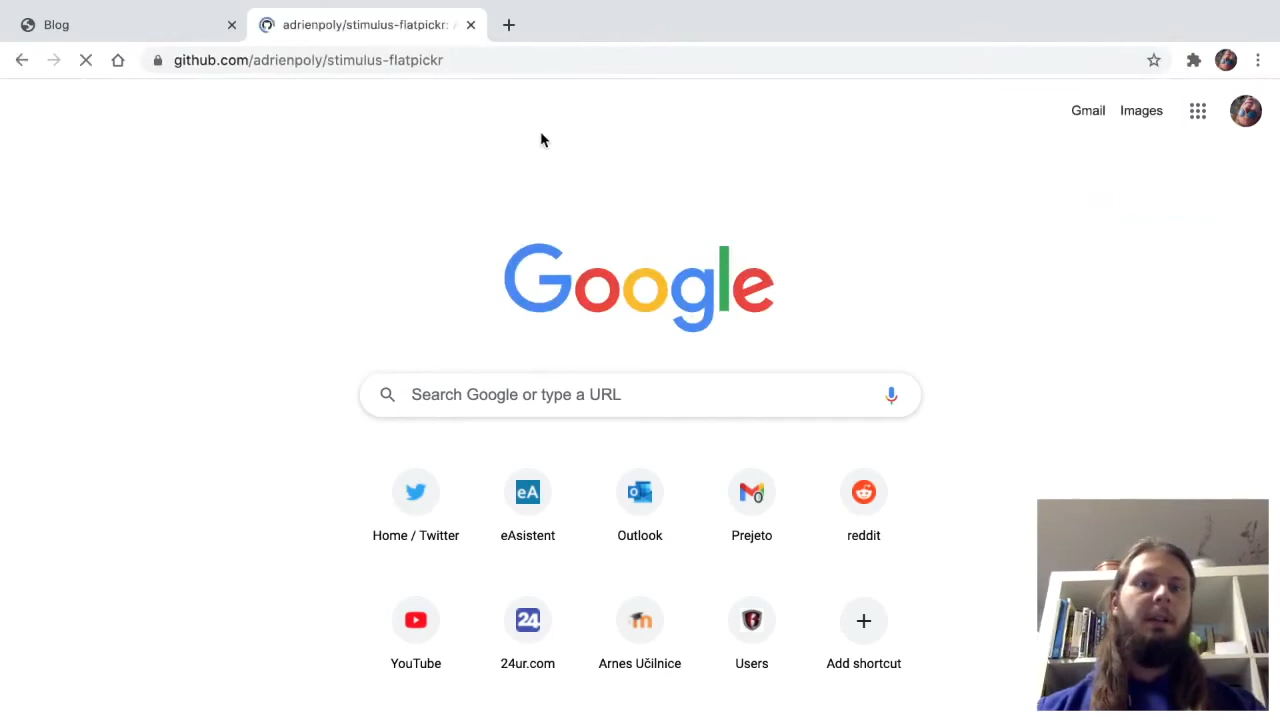 Blog
adrienpoly/stimulus-flatpickr:
github.com/adrienpoly/stimulus-flatpickr
Gmail Images
Google
Search Google or type a URL
eA
0
24
Home / Twitter eAsistent Outlook Prejeto reddit
YouTube 24ur.com Arnes Učilnice Users Add shortcut